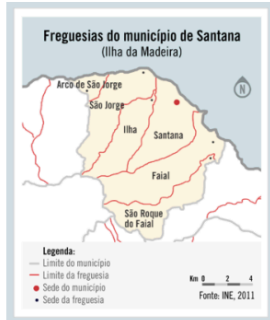 Freguesias do município de Santana
(Ilha da Madeira)
N
Arco de São Jorge
São Jorge
Ilha
Santana
Faial
São Roque
do Faial
Legenda:
Limite do município
Limite da freguesia
Sede do município
Sede da freguesia
Km 0 2 4
Fonte: INE, 2011